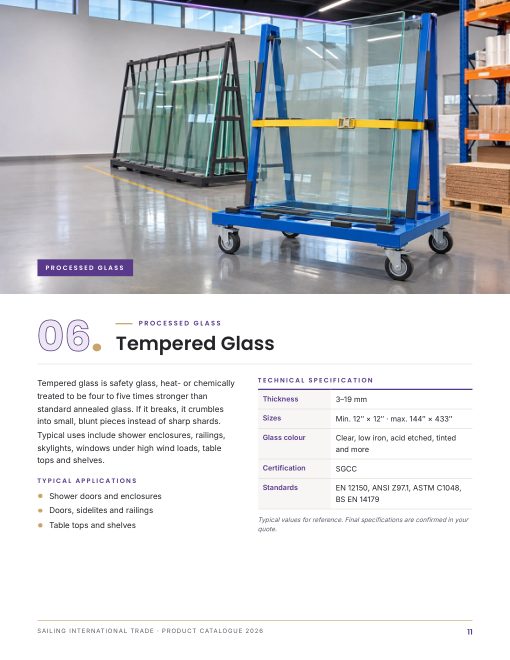 PROCESSED GLASS
06.
PROCESSED GLASS
Tempered Glass
Tempered glass is safety glass, heat- or chemically
treated to be four to five times stronger than
standard annealed glass. If it breaks, it crumbles
into small, blunt pieces instead of sharp shards.
Typical uses include shower enclosures, railings,
skylights, windows under high wind loads, table
tops and shelves.
TYPICAL APPLICATIONS
Shower doors and enclosures
Doors, sidelites and railings
Table tops and shelves
TECHNICAL SPECIFICATION
Thickness 3–19 mm
Sizes Min. 12″ × 12″ · max. 144″ × 433″
Glass colour Clear, low iron, acid etched, tinted
and more
Certification SGCC
Standards EN 12150, ANSI Z97.1, ASTM C1048,
BS EN 14179
Typical values for reference. Final specifications are confirmed in your
quote.
SAILING INTERNATIONAL TRADE · PRODUCT CATALOGUE 2026
11